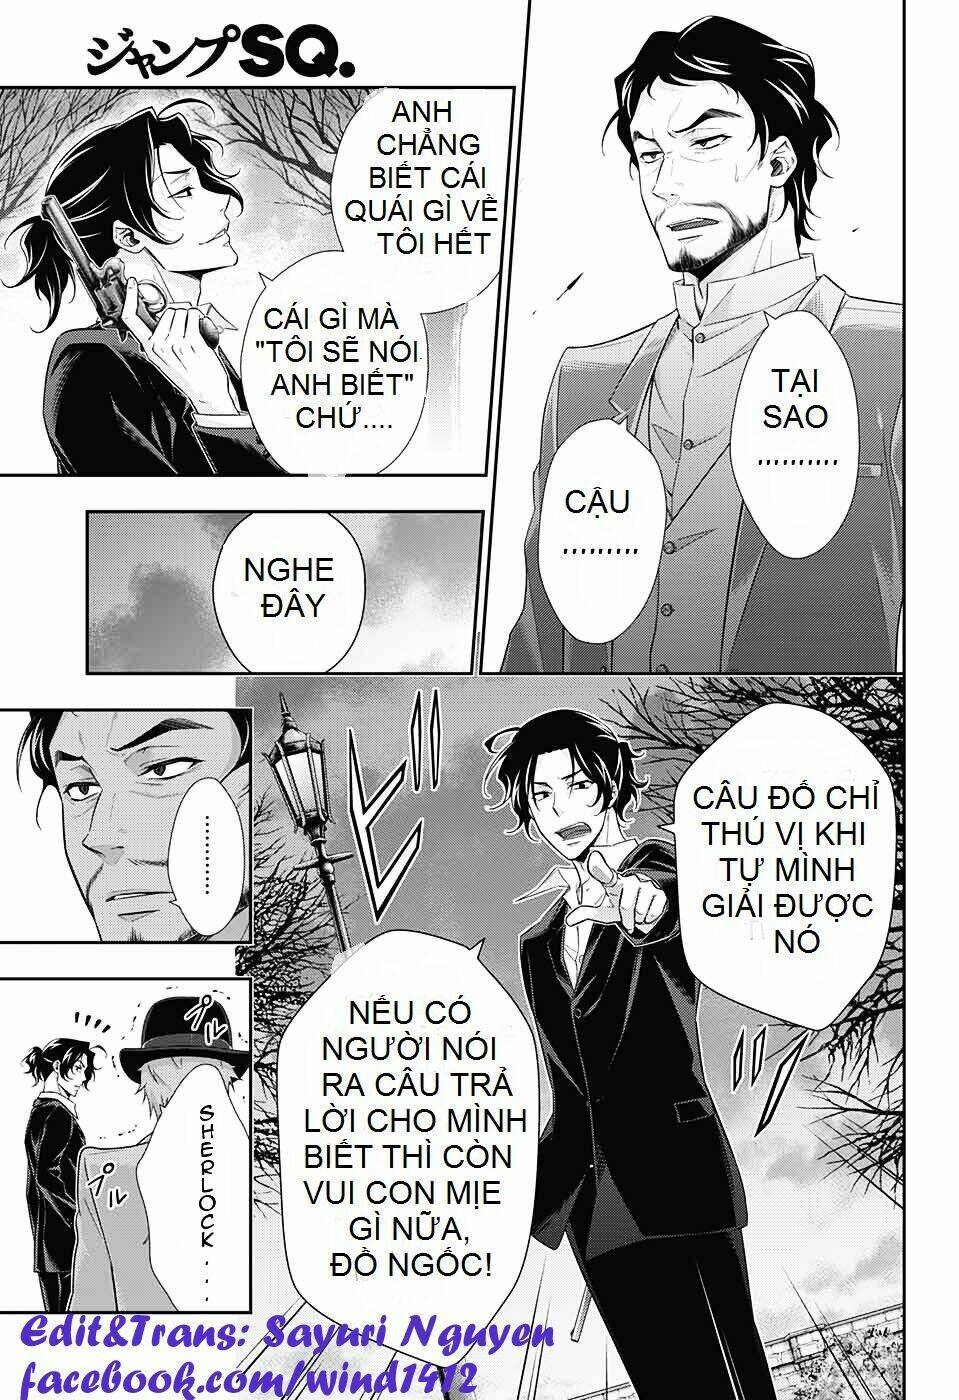 ジャンプSQ.
TẠI
SAO
..........
CẬU
.........
ANH
CHẲNG
BIẾT CÁI
QUÁI GÌ VỀ
TÔI HẾT
CÁI GÌ MÀ
"TÔI SẼ NÓI
ANH BIẾT"
CHỨ....
NGHE
ĐÂY
CÂU ĐỐ CHỈ
THÚ VỊ KHI
TỰ MÌNH
GIẢI ĐƯỢC
NÓ
NẾU CÓ
NGƯỜI NÓI
RA CÂU TRẢ
LỜI CHO MÌNH
BIẾT THÌ CÒN
VUI CON MẸ
GÌ NỮA,
ĐỒ NGỐC!
........
プル
プル
SHERLOCK...
Edit&Trans: Sayuri Nguyen
facebook.com/wind1412